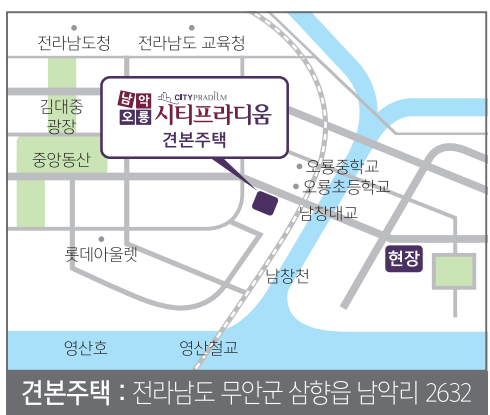 전라남도청
전라남도 교육청
김대중
광장
중앙동산
남악
오룡
CITYPRADIUM
시티프라디움
견본주택
오룡중학교
오룡초등학교
남창대교
롯데아울렛
현장
남창천
영산호
영산철교
견본주택 : 전라남도 무안군 삼향읍 남악리 2632